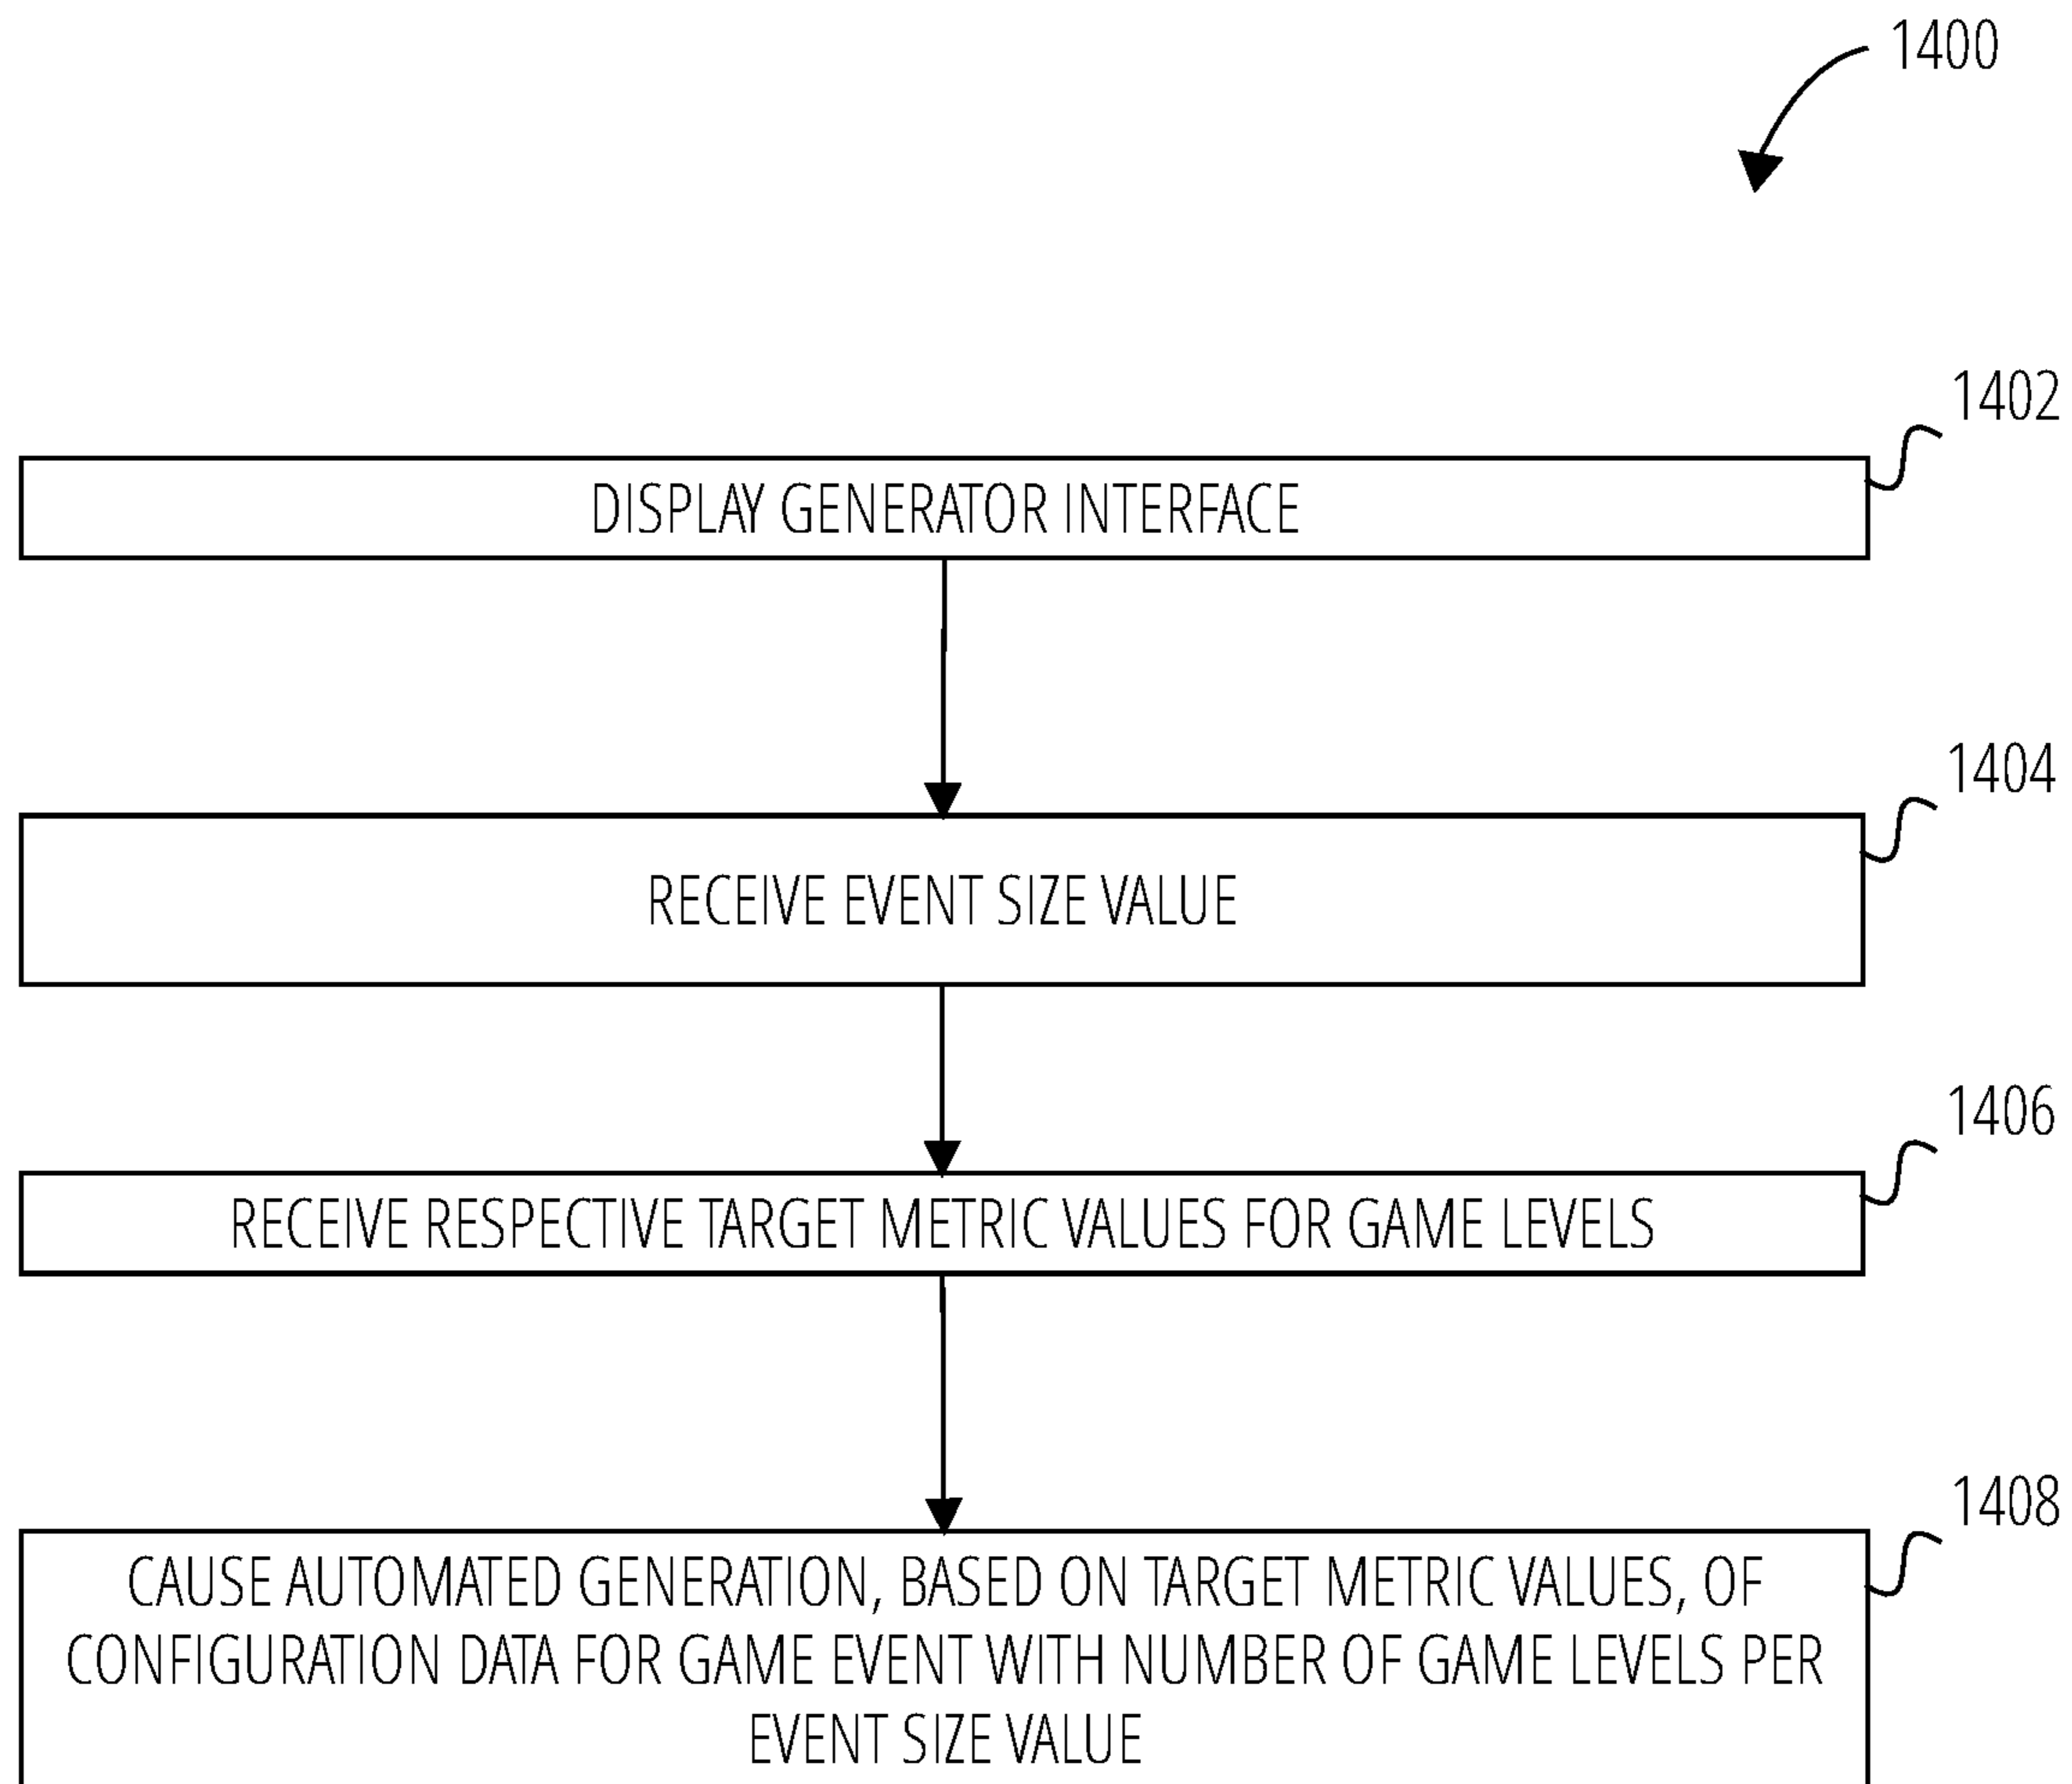 1400
1402
DISPLAY GENERATOR INTERFACE
1404
RECEIVE EVENT SIZE VALUE
1406
RECEIVE RESPECTIVE TARGET METRIC VALUES FOR GAME LEVELS
1408
CAUSE AUTOMATED GENERATION, BASED ON TARGET METRIC VALUES, OF
CONFIGURATION DATA FOR GAME EVENT WITH NUMBER OF GAME LEVELS PER
EVENT SIZE VALUE